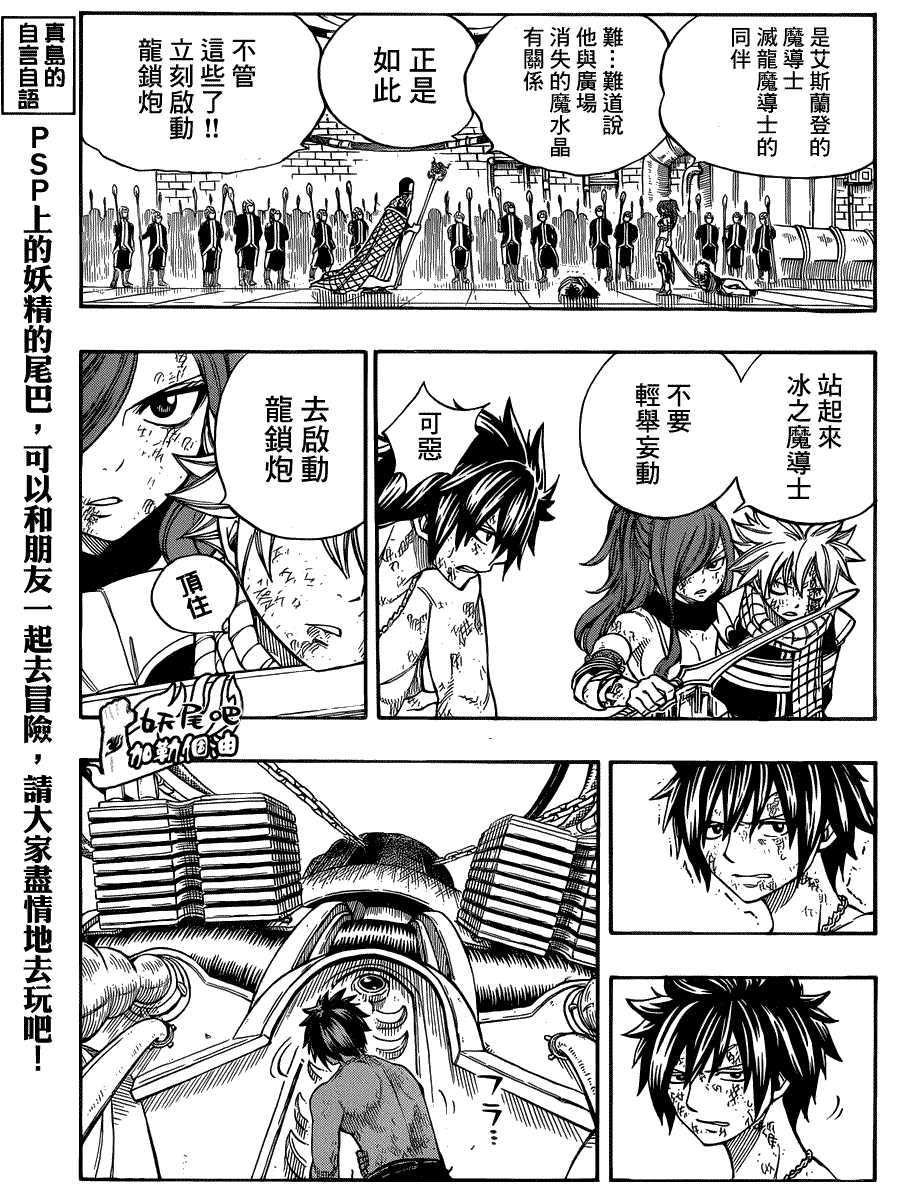 是艾斯蘭登的
魔導士
滅龍魔導士的
同伴
難…難道說
他與廣場
消失的魔水晶
有關係
正是
如此
不管
這些了!!
立刻啟動
龍鎖炮
站起來
冰之魔導士
不要
輕舉妄動
可惡
去啟動
龍鎖炮
頂住
妖尾吧
加勒個油
真島的
自言自語
PSP上的妖精的尾巴，可以和朋友一起去冒險，請大家盡情地去玩吧！